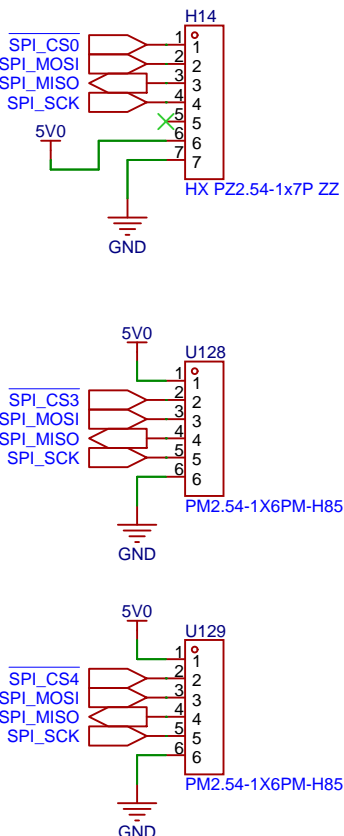 H14
SPI_CS0 1 1
SPI_MOSI 2 2
SPI_MISO 3 3
SPI_SCK 4 4
5 5
5V0 6 6
7 7
HX PZ2.54-1x7P ZZ
GND
5V0
U128
1 1
SPI_CS3 2 2
SPI_MOSI 3 3
SPI_MISO 4 4
SPI_SCK 5 5
6 6
PM2.54-1X6PM-H85
GND
5V0
U129
1 1
SPI_CS4 2 2
SPI_MOSI 3 3
SPI_MISO 4 4
SPI_SCK 5 5
6 6
PM2.54-1X6PM-H85
GND